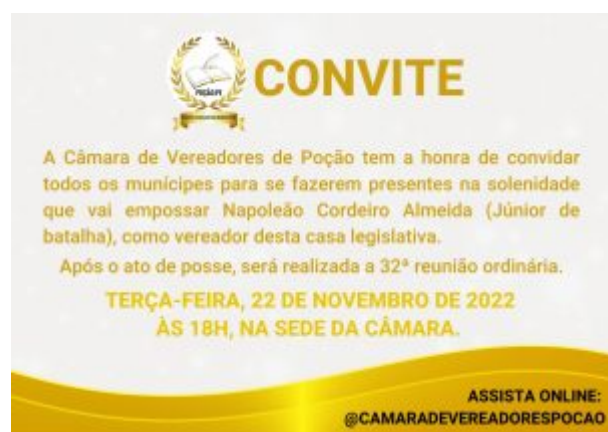 POÇÃO PE
CONVITE
A Câmara de Vereadores de Poção tem a honra de convidar
todos os munícipes para se fazerem presentes na solenidade
que vai empossar Napoleão Cordeiro Almeida (Júnior de
batalha), como vereador desta casa legislativa.
Após o ato de posse, será realizada a 32ª reunião ordinária.
TERÇA-FEIRA, 22 DE NOVEMBRO DE 2022
ÀS 18H, NA SEDE DA CÂMARA.
ASSISTA ONLINE:
@CAMARADEVEREADORESPOCAO